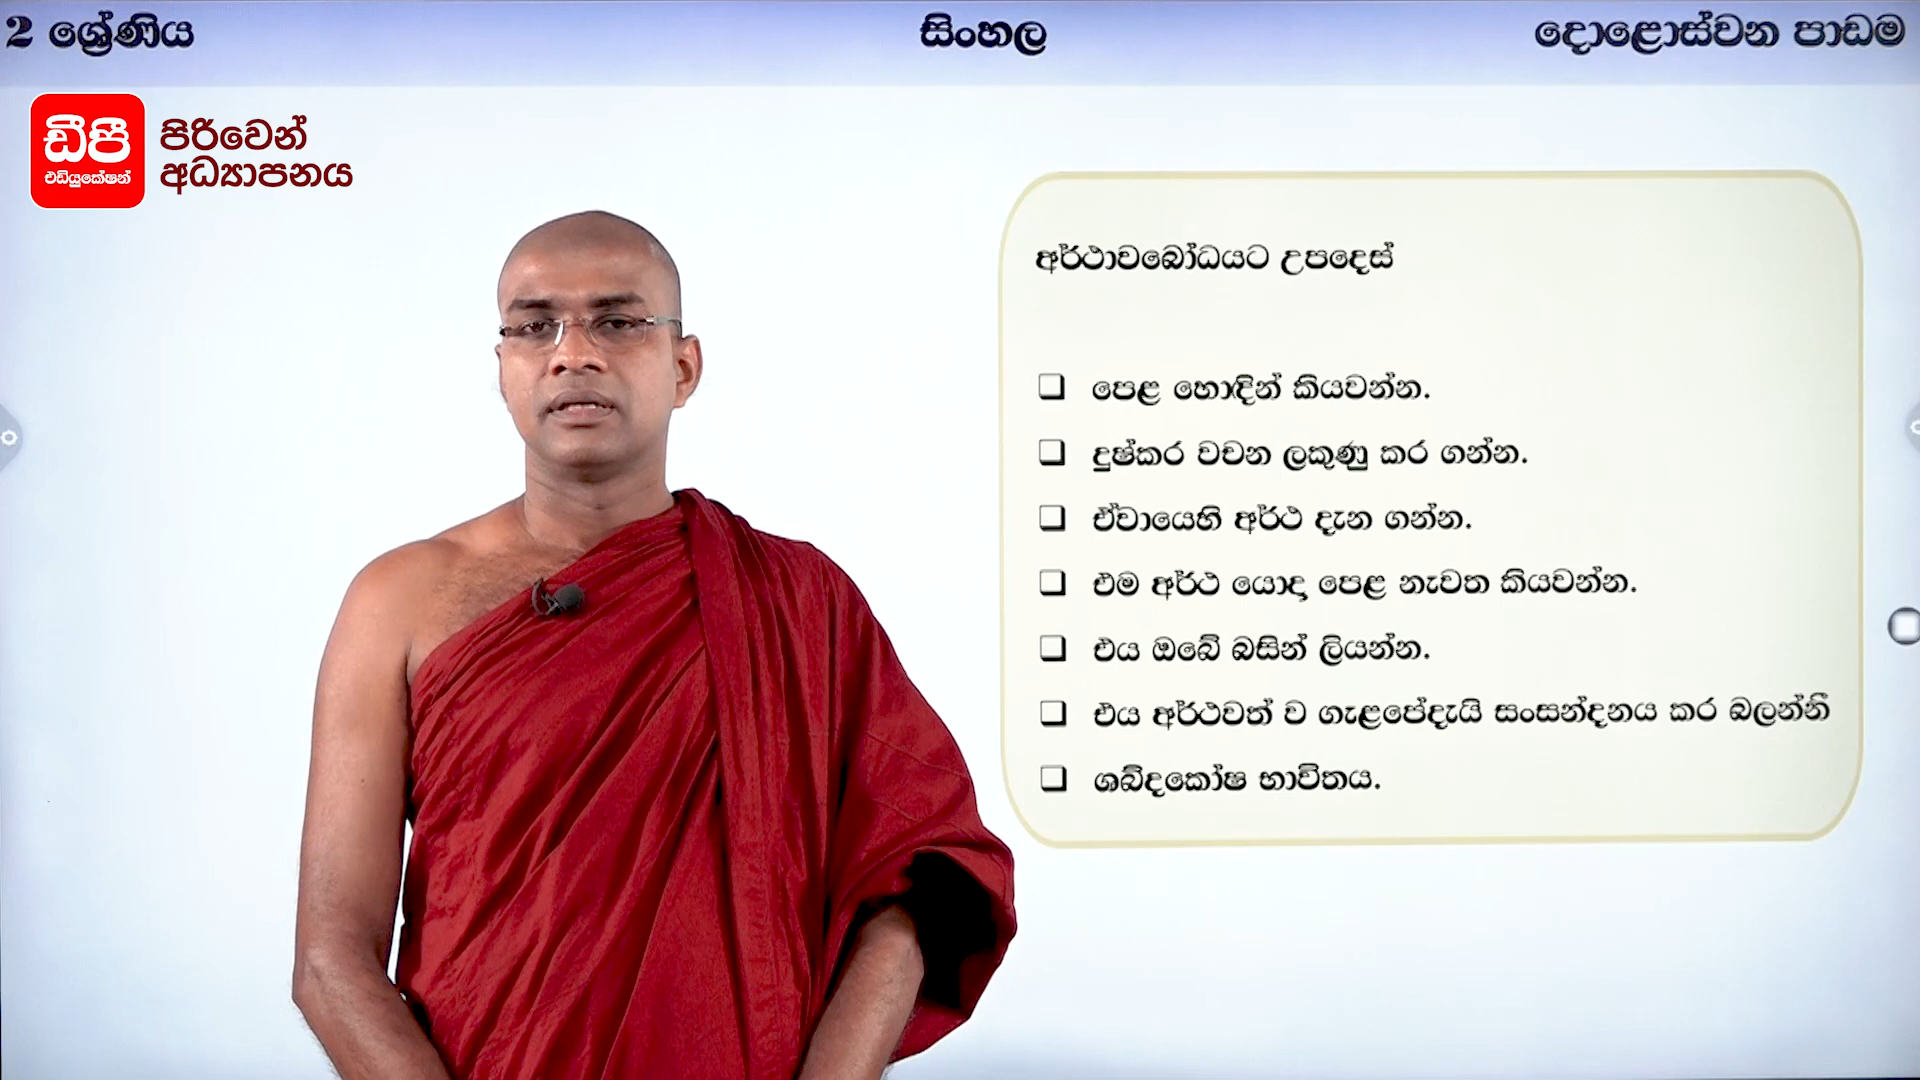 2 ශ්‍රේණිය
සිංහල
දොළොස්වන පාඩම
ඩීපී
එඩියුකේෂන්
පිරිවෙන්
අධ්‍යාපනය
අර්ථාවබෝධයට උපදෙස්
පෙළ හොඳින් කියවන්න.
දුෂ්කර වචන ලකුණු කර ගන්න.
ඒවායෙහි අර්ථ දැන ගන්න.
එම අර්ථ යොදා පෙළ නැවත කියවන්න.
එය ඔබේ බසින් ලියන්න.
එය අර්ථවත් ව ගැළපේදැයි සංසන්දනය කර බලන්නී
ශබ්දකෝෂ භාවිතය.